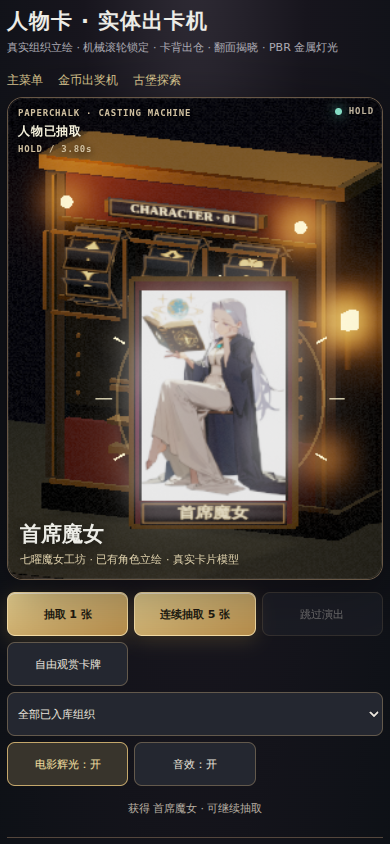 人物卡 · 实体出卡机
真实组织立绘 · 机械滚轮锁定 · 卡背出仓 · 翻面揭晓 · PBR 金属灯光
主菜单 金币出奖机 古堡探索
PAPERCHALK · CASTING MACHINE
HOLD
人物已抽取
HOLD / 3.80s
CHARACTER · 01
首席魔女
首席魔女
七曜魔女工坊 · 已有角色立绘 · 真实卡片模型
抽取 1 张
连续抽取 5 张
跳过演出
自由观赏卡牌
全部已入库组织
电影辉光：开
音效：开
获得 首席魔女 · 可继续抽取